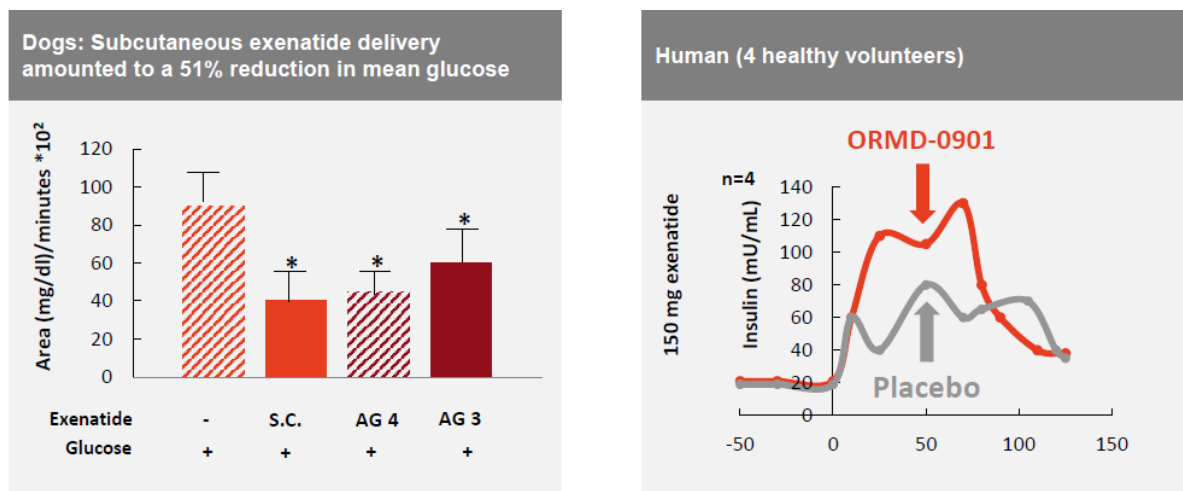 Dogs: Subcutaneous exenatide delivery
amounted to a 51% reduction in mean glucose
Area (mg/dl)/minutes *10²
120
100
80
60
40
20
0
*
*
*
Exenatide - S.C. AG 4 AG 3
Glucose + + + +
Human (4 healthy volunteers)
ORMD-0901
n=4
150 mg exenatide
Insulin (mU/mL)
140
120
100
80
60
40
20
0
Placebo
-50 0 50 100 150